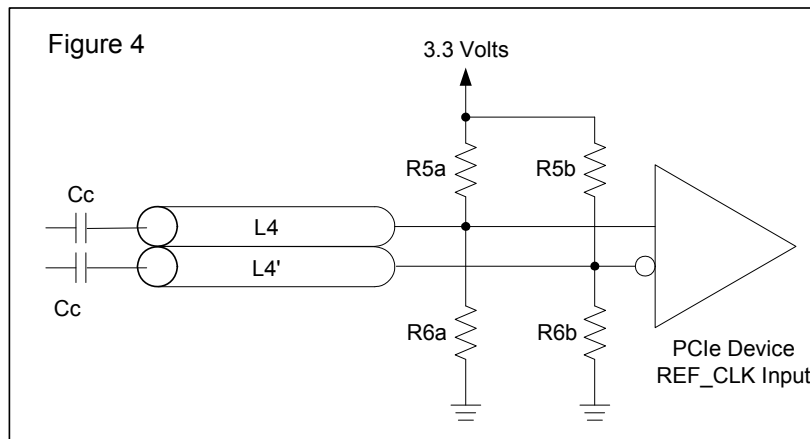 Figure 4
3.3 Volts
R5a
R5b
Cc
L4
L4'
Cc
R6a
R6b
PCIe Device
REF_CLK Input